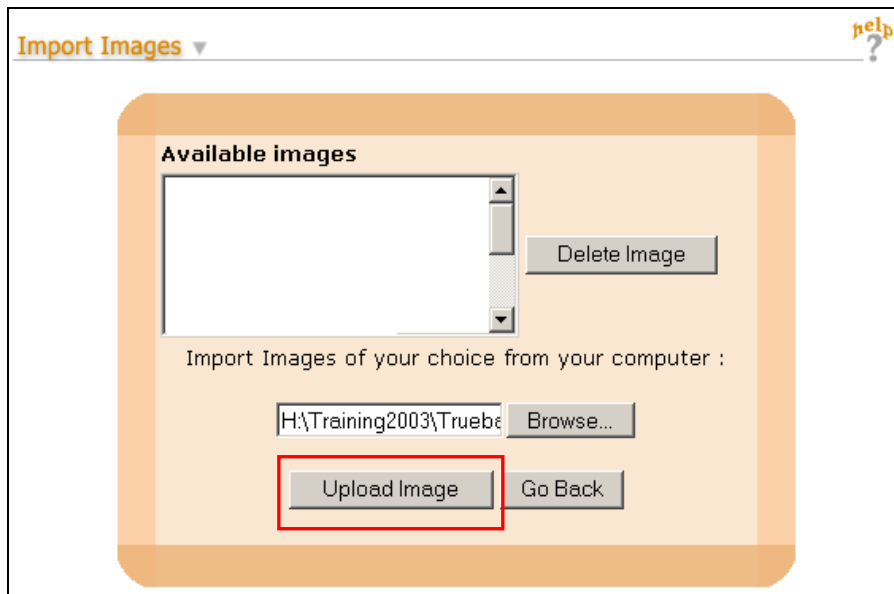 Import Images
help
?
Available images
Delete Image
Import Images of your choice from your computer :
H:\Training2003\Trueba
Browse...
Upload Image
Go Back